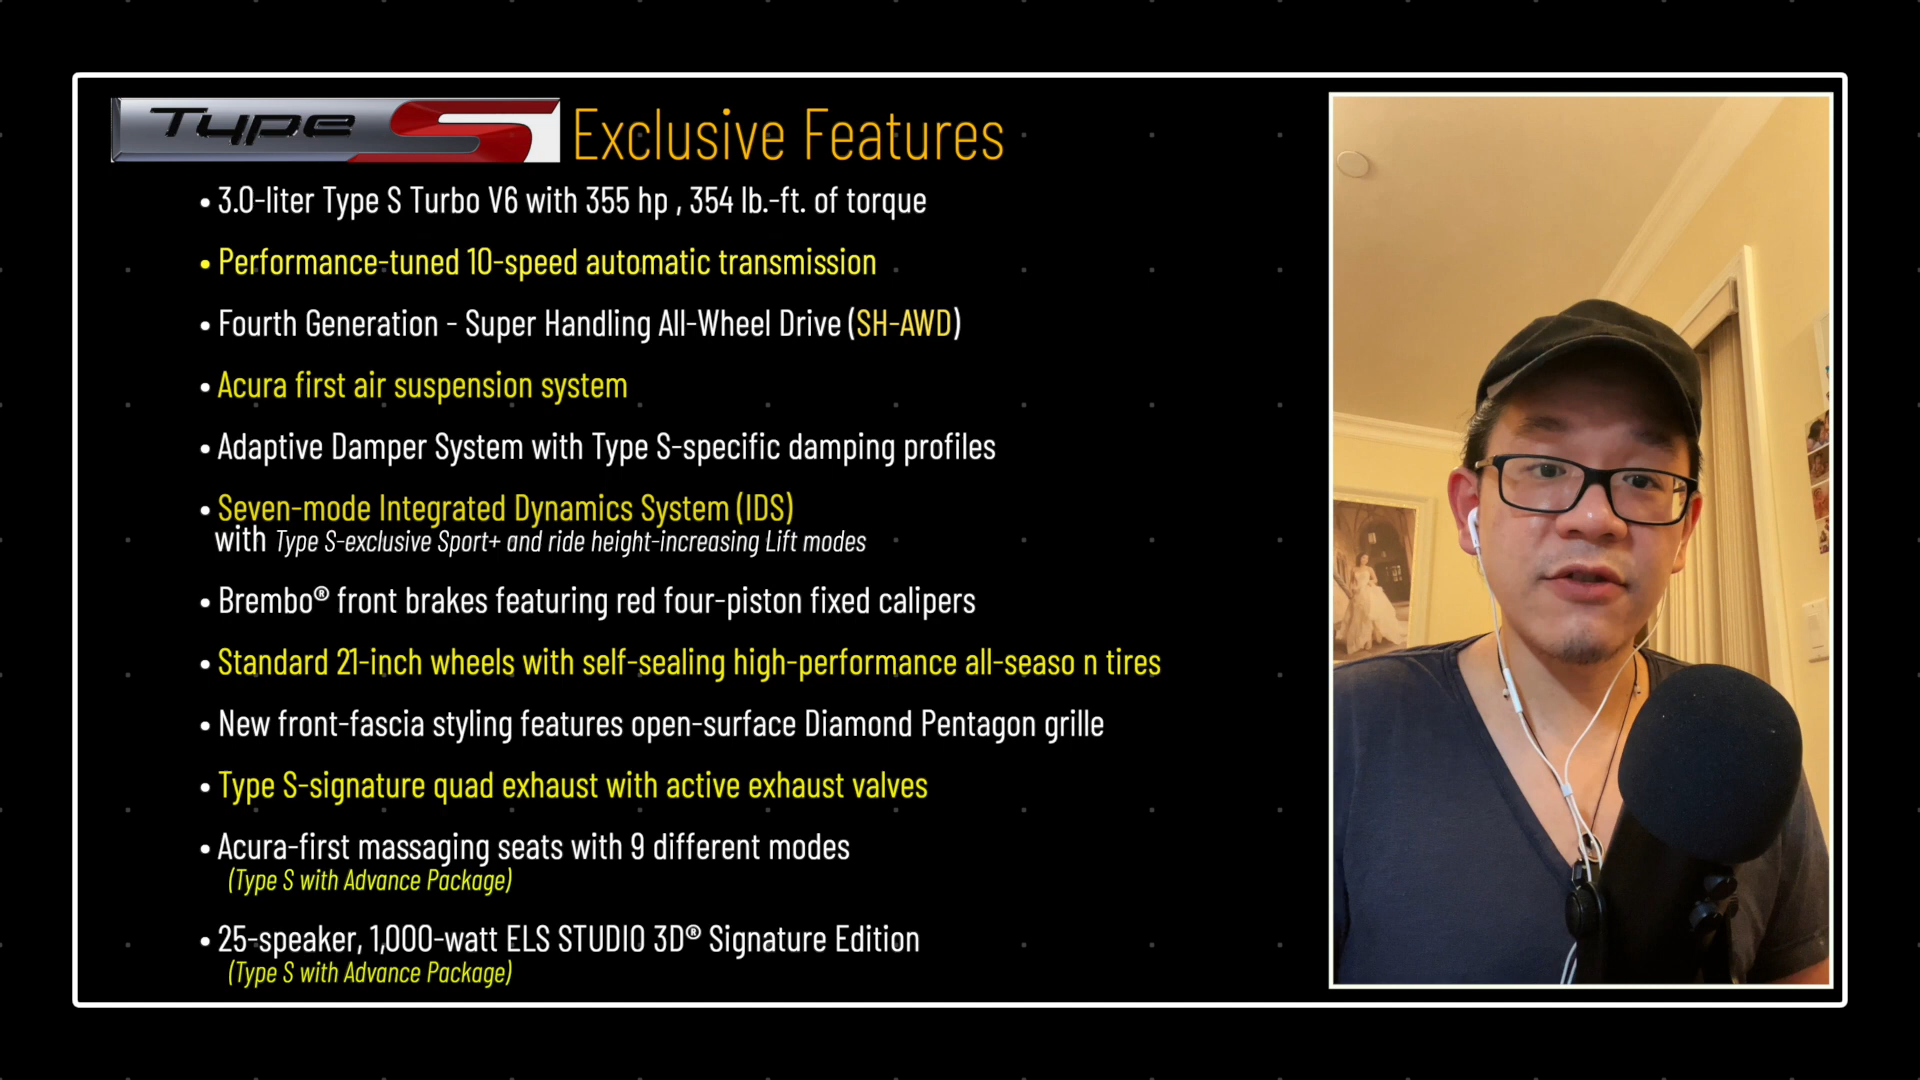 Type S Exclusive Features
• 3.0-liter Type S Turbo V6 with 355 hp , 354 lb.-ft. of torque
• Performance-tuned 10-speed automatic transmission
• Fourth Generation - Super Handling All-Wheel Drive (SH-AWD)
• Acura first air suspension system
• Adaptive Damper System with Type S-specific damping profiles
• Seven-mode Integrated Dynamics System (IDS)
with Type S-exclusive Sport+ and ride height-increasing Lift modes
• Brembo® front brakes featuring red four-piston fixed calipers
• Standard 21-inch wheels with self-sealing high-performance all-seaso n tires
• New front-fascia styling features open-surface Diamond Pentagon grille
• Type S-signature quad exhaust with active exhaust valves
• Acura-first massaging seats with 9 different modes
(Type S with Advance Package)
• 25-speaker, 1,000-watt ELS STUDIO 3D® Signature Edition
(Type S with Advance Package)